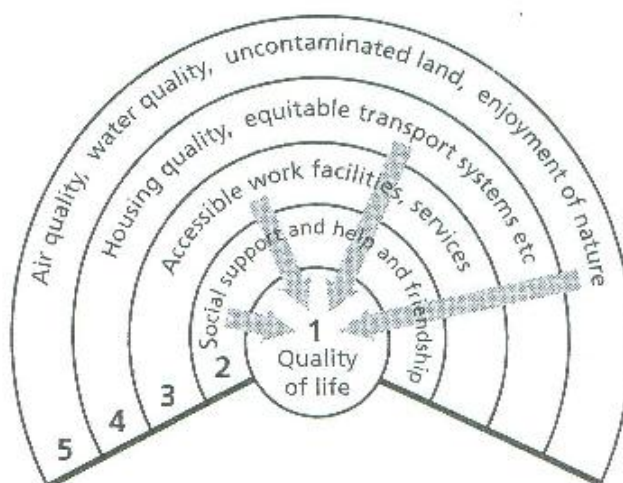 Air quality, water quality, uncontaminated land, enjoyment of nature
Housing quality, equitable transport systems etc
Accessible work facilities, services
Social support and help and friendship
1
Quality
of life
2
3
4
5